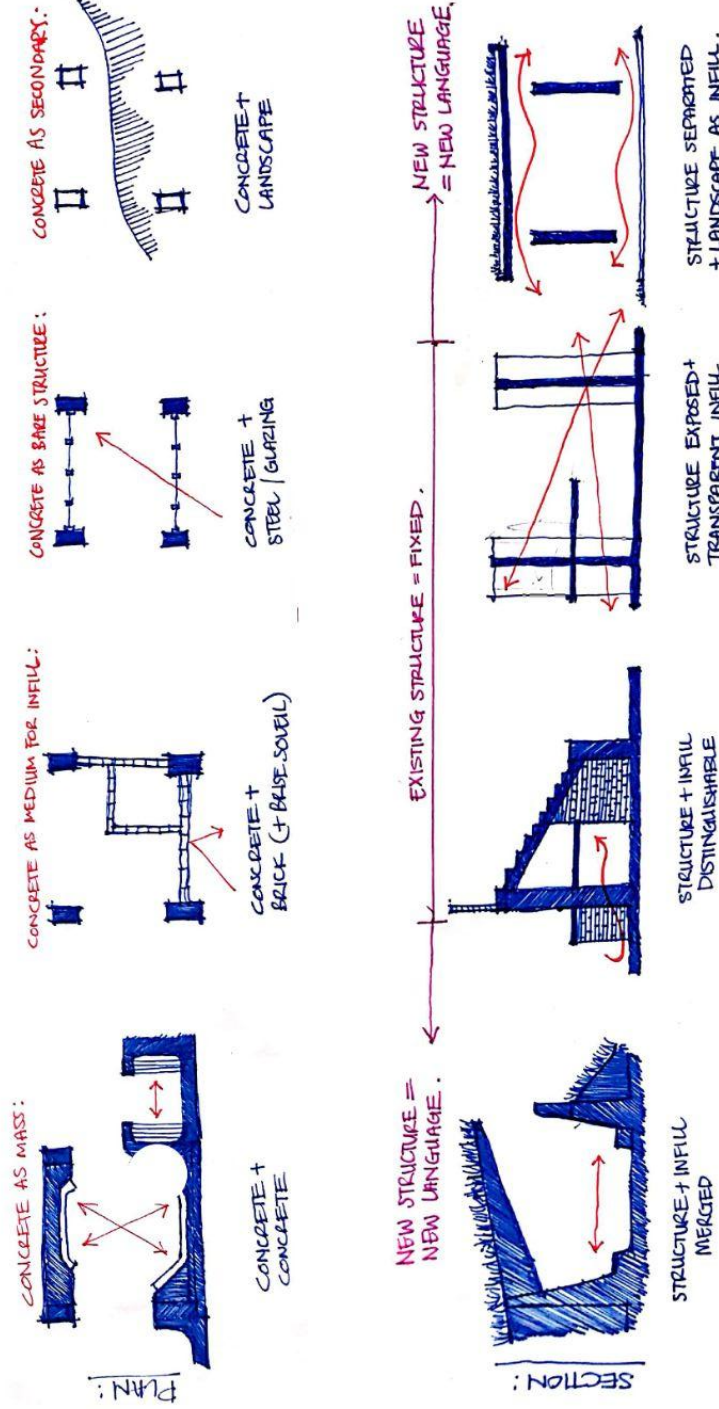 PLAN:
CONCRETE AS MASS:
CONCRETE +
CONCRETE
CONCRETE AS MEDIUM FOR INFILL:
CONCRETE +
BRICK (+ BRISE SOLEIL)
CONCRETE AS BARE STRUCTURE:
CONCRETE +
STEEL / GLAZING
CONCRETE AS SECONDARY:
CONCRETE +
LANDSCAPE
NEW STRUCTURE =
NEW LANGUAGE.
EXISTING STRUCTURE = FIXED.
NEW STRUCTURE
= NEW LANGUAGE.
SECTION:
STRUCTURE + INFILL
MERGED
STRUCTURE + INFILL
DISTINGUISHABLE
STRUCTURE EXPOSED +
TRANSPARENT INFILL
STRUCTURE SEPARATED
+ LANDSCAPE AS INFILL.